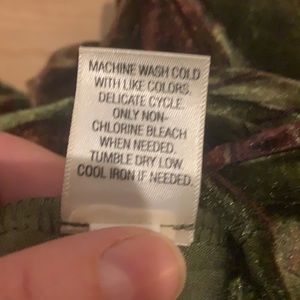 MACHINE WASH COLD
WITH LIKE COLORS.
DELICATE CYCLE.
ONLY NON-
CHLORINE BLEACH
WHEN NEEDED.
TUMBLE DRY LOW.
COOL IRON IF NEEDED.